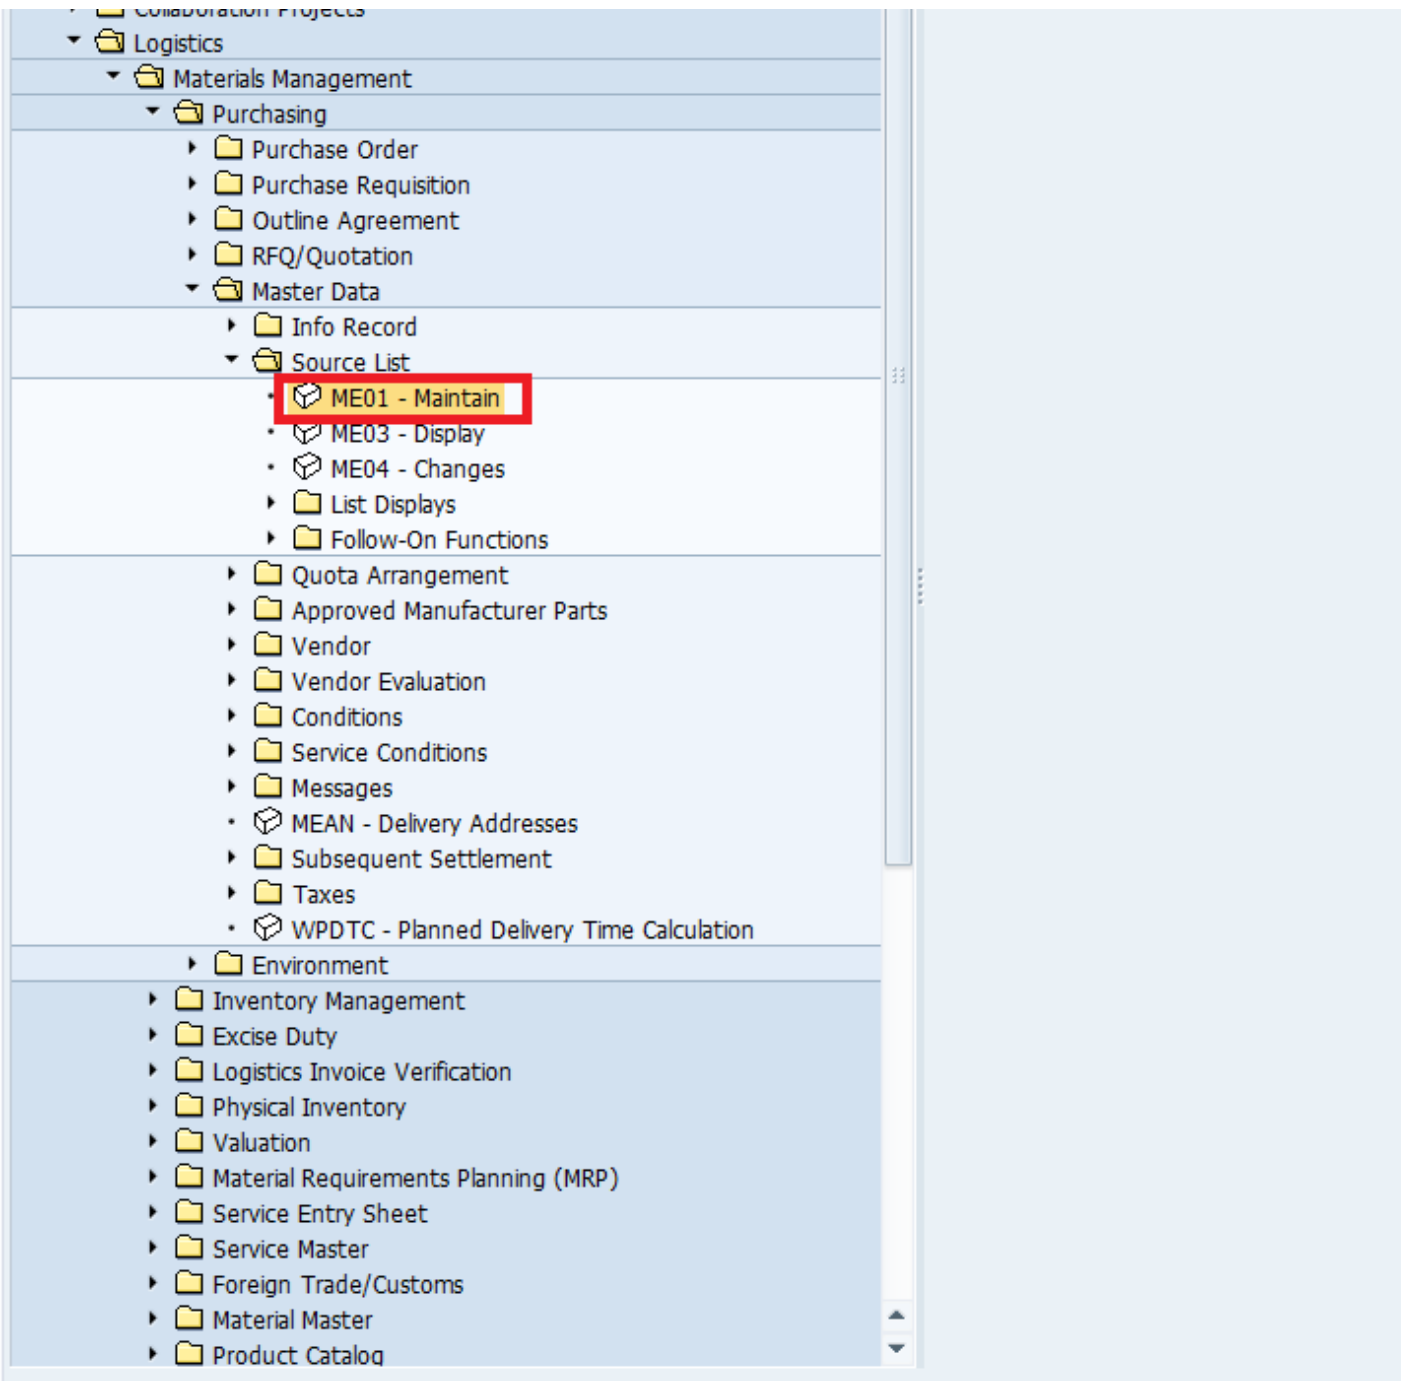 Collaboration Projects
Logistics
Materials Management
Purchasing
Purchase Order
Purchase Requisition
Outline Agreement
RFQ/Quotation
Master Data
Info Record
Source List
ME01 - Maintain
ME03 - Display
ME04 - Changes
List Displays
Follow-On Functions
Quota Arrangement
Approved Manufacturer Parts
Vendor
Vendor Evaluation
Conditions
Service Conditions
Messages
MEAN - Delivery Addresses
Subsequent Settlement
Taxes
WPDTC - Planned Delivery Time Calculation
Environment
Inventory Management
Excise Duty
Logistics Invoice Verification
Physical Inventory
Valuation
Material Requirements Planning (MRP)
Service Entry Sheet
Service Master
Foreign Trade/Customs
Material Master
Product Catalog